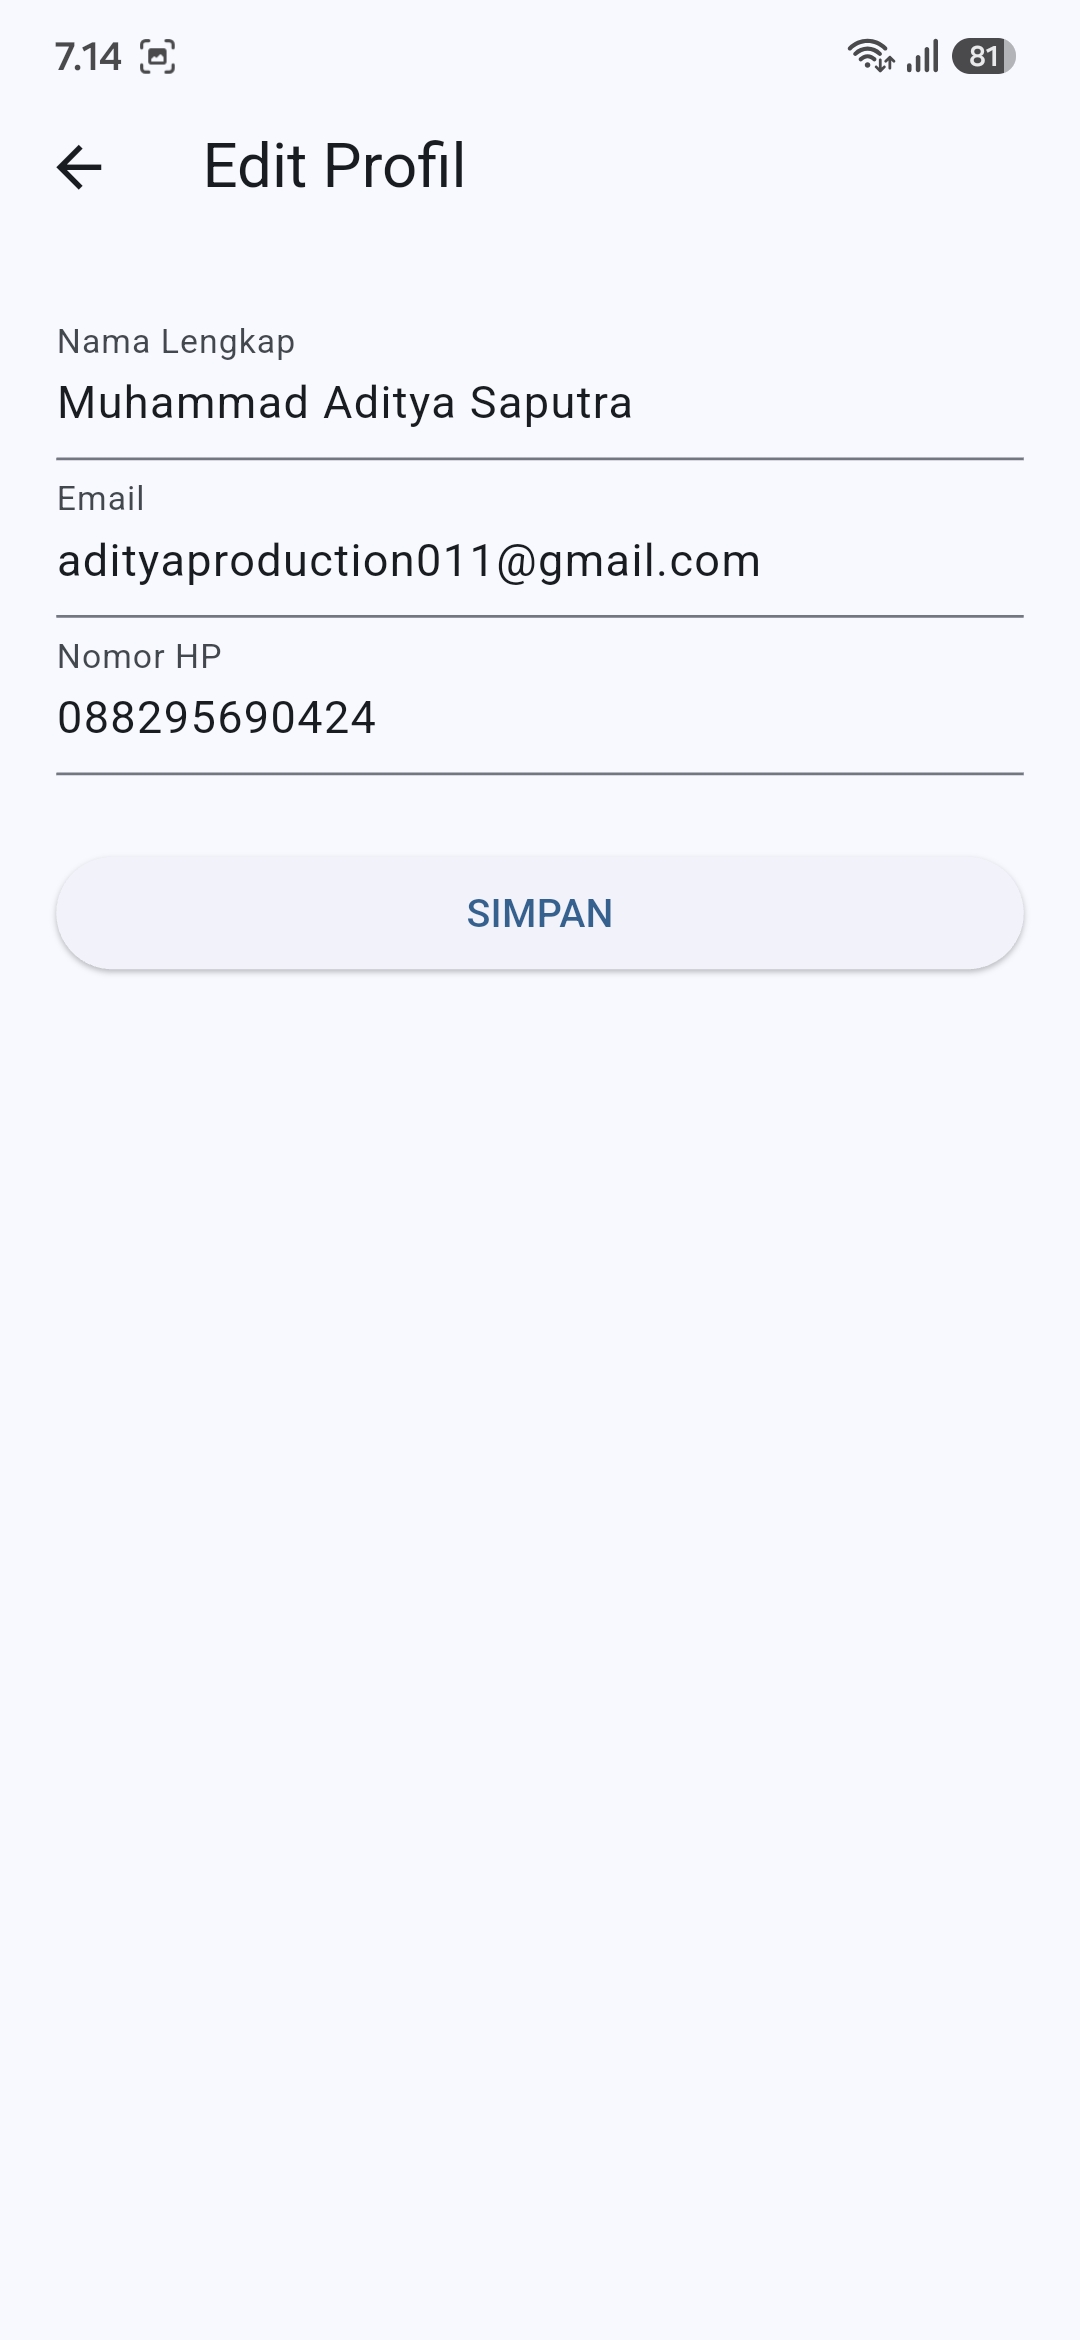 7.14
81
Edit Profil
Nama Lengkap
Muhammad Aditya Saputra
Email
adityaproduction011@gmail.com
Nomor HP
088295690424
SIMPAN